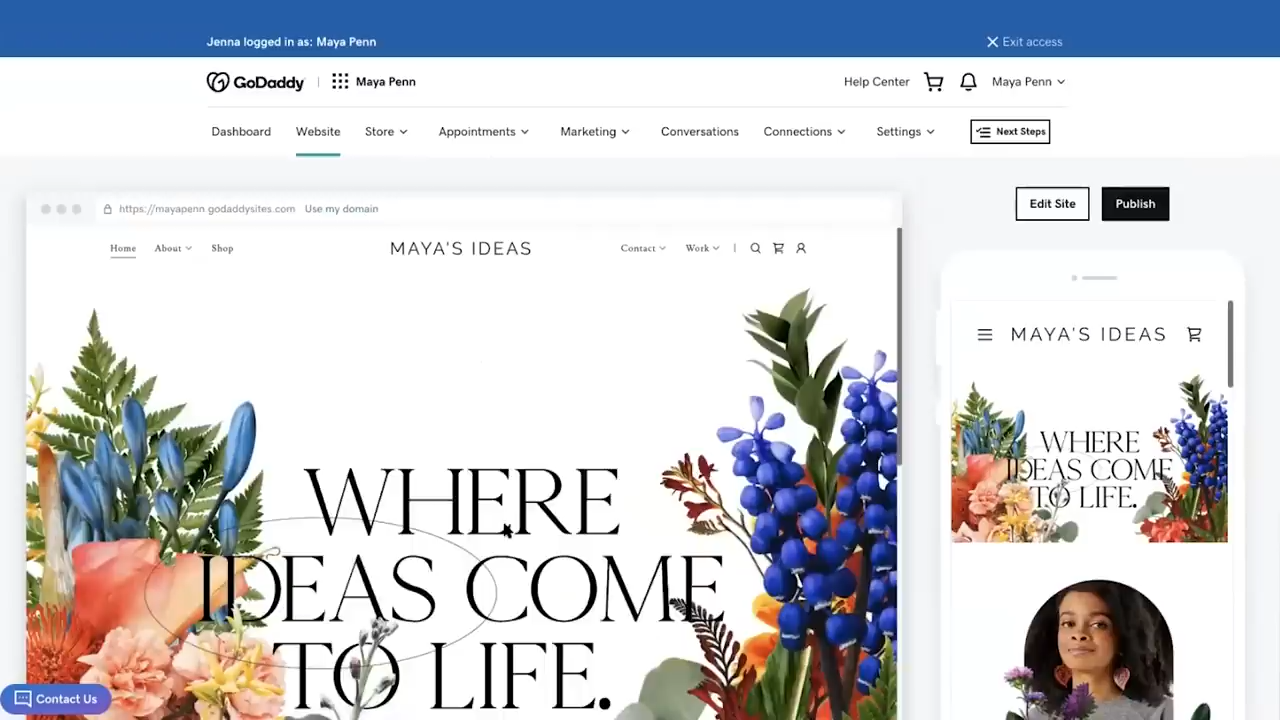 Jenna logged in as: Maya Penn
Exit access
GoDaddy
Maya Penn
Help Center
Maya Penn
Dashboard
Website
Store
Appointments
Marketing
Conversations
Connections
Settings
Next Steps
https://mayapenn.godaddysites.com
Use my domain
Edit Site
Publish
Home
About
Shop
MAYA'S IDEAS
Contact
Work
WHERE
IDEAS COME
TO LIFE.
MAYA'S IDEAS
WHERE
IDEAS COME
TO LIFE.
Contact Us